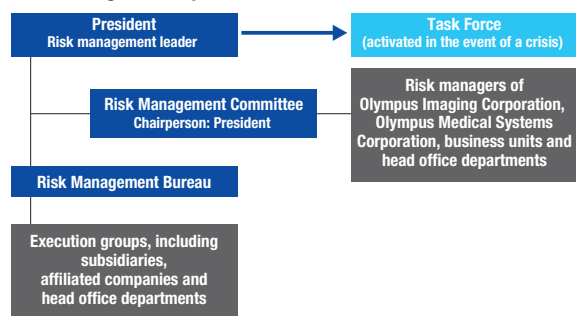 President
Risk management leader
Task Force
(activated in the event of a crisis)
Risk Management Committee
Chairperson: President
Risk managers of
Olympus Imaging Corporation,
Olympus Medical Systems
Corporation, business units and
head office departments
Risk Management Bureau
Execution groups, including
subsidiaries,
affiliated companies and
head office departments